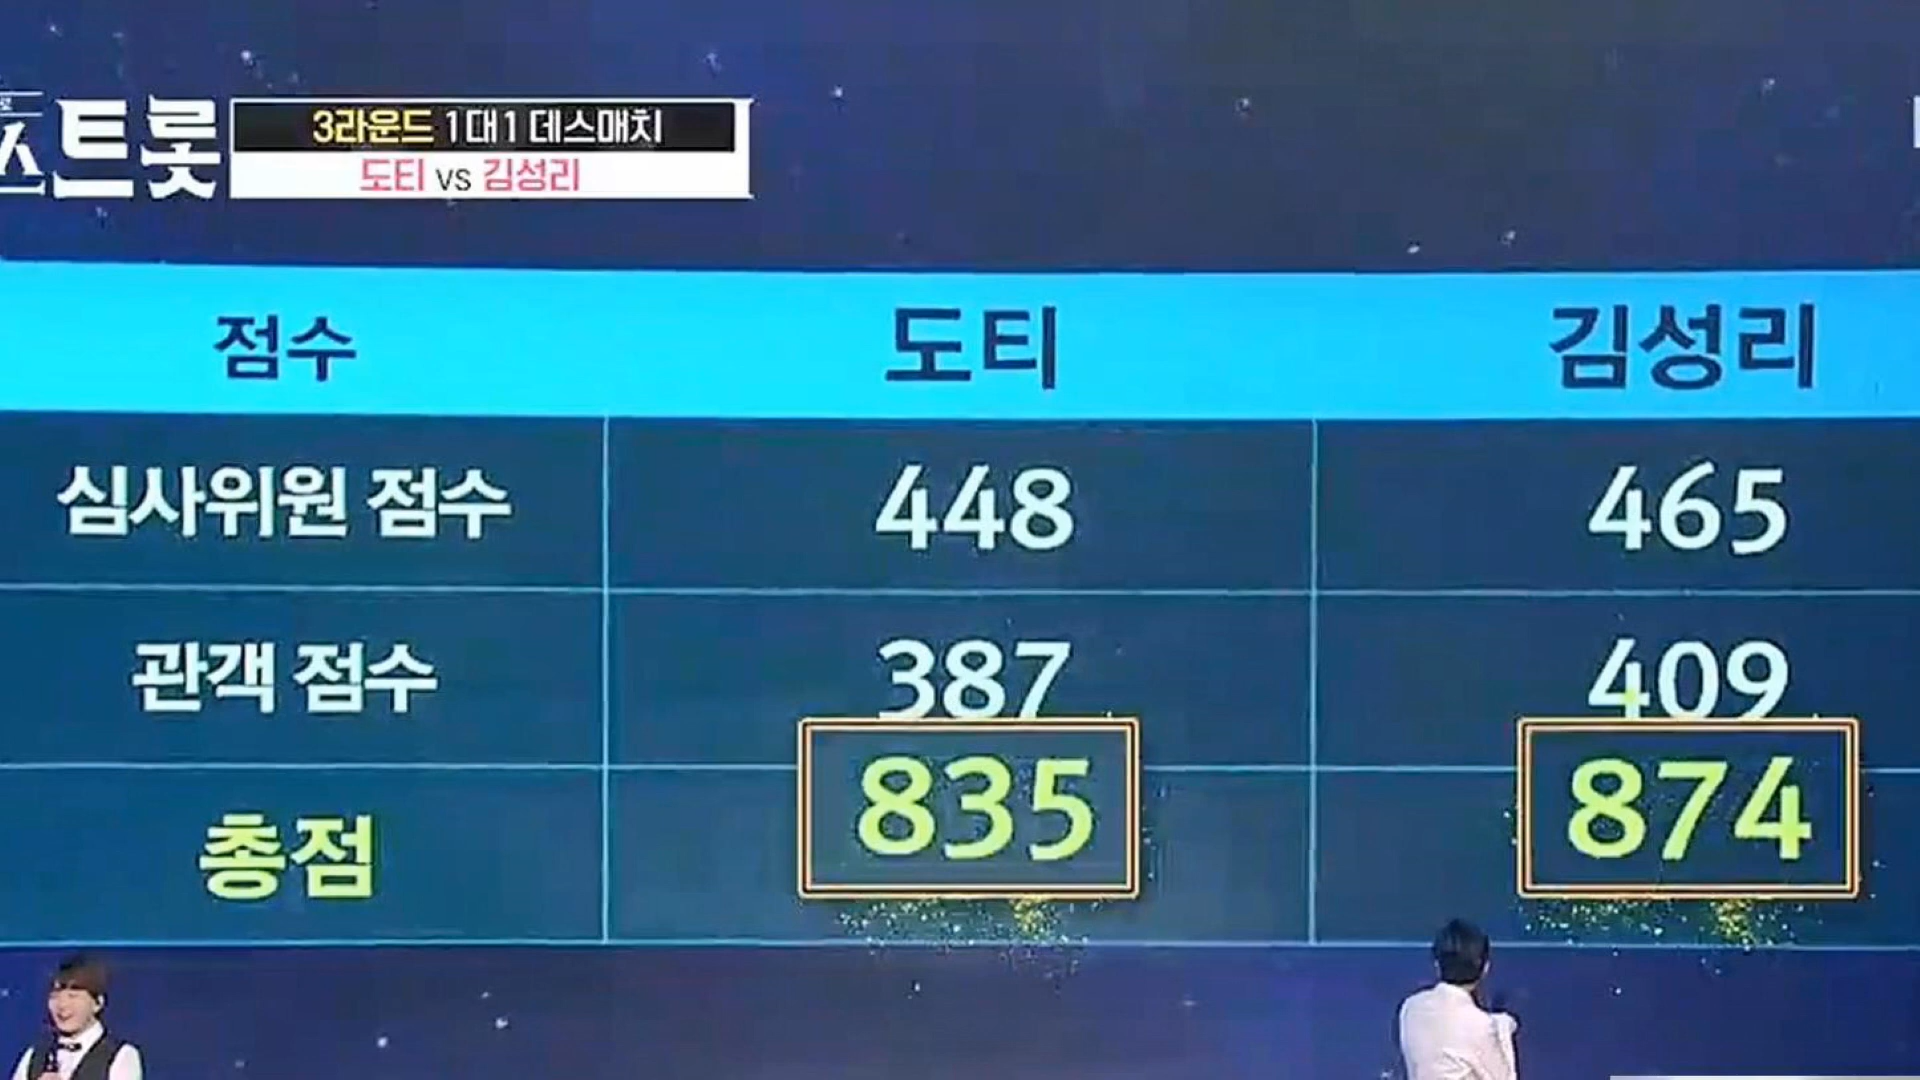 스트롯
3라운드 1대1 데스매치
도티 vs 김성리
점수 도티 김성리
심사위원 점수 448 465
관객 점수 387 409
총점 835 874